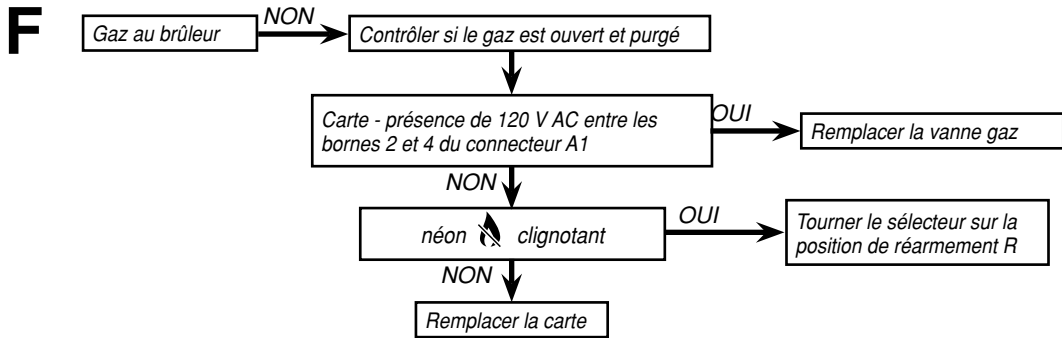 F
Gaz au brûleur
NON
Contrôler si le gaz est ouvert et purgé
Carte - présence de 120 V AC entre les
bornes 2 et 4 du connecteur A1
OUI
Remplacer la vanne gaz
NON
néon clignotant
OUI
Tourner le sélecteur sur la
position de réarmement R
NON
Remplacer la carte